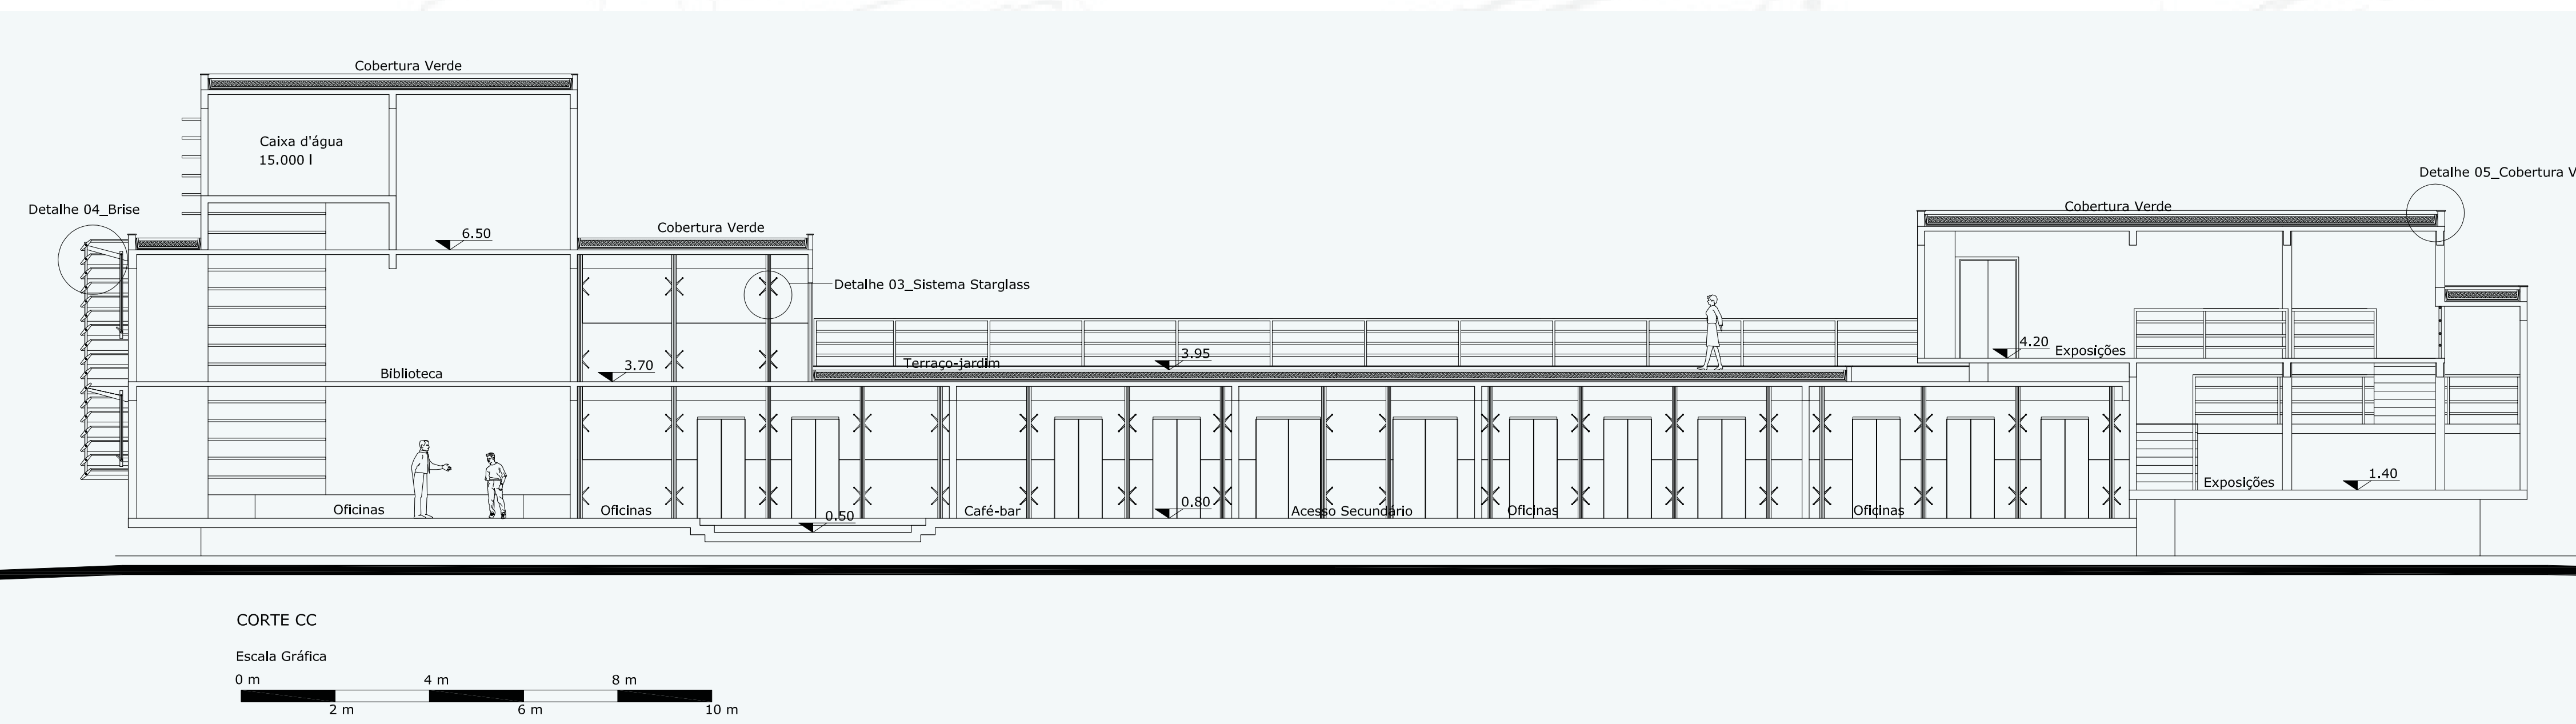 Cobertura Verde
Caixa d'água
15.000 l
Detalhe 05_Cobertura V
Detalhe 04_Brise
Cobertura Verde
Cobertura Verde
6.50
Detalhe 03_Sistema Starglass
4.20
Exposições
3.95
Terraço-jardim
3.70
Biblioteca
1.40
Exposições
0.80
0.50
Oficinas
Oficinas
Café-bar
Acesso Secundário
Oficinas
Oficinas
CORTE CC
Escala Gráfica
0 m 4 m 8 m
2 m 6 m 10 m